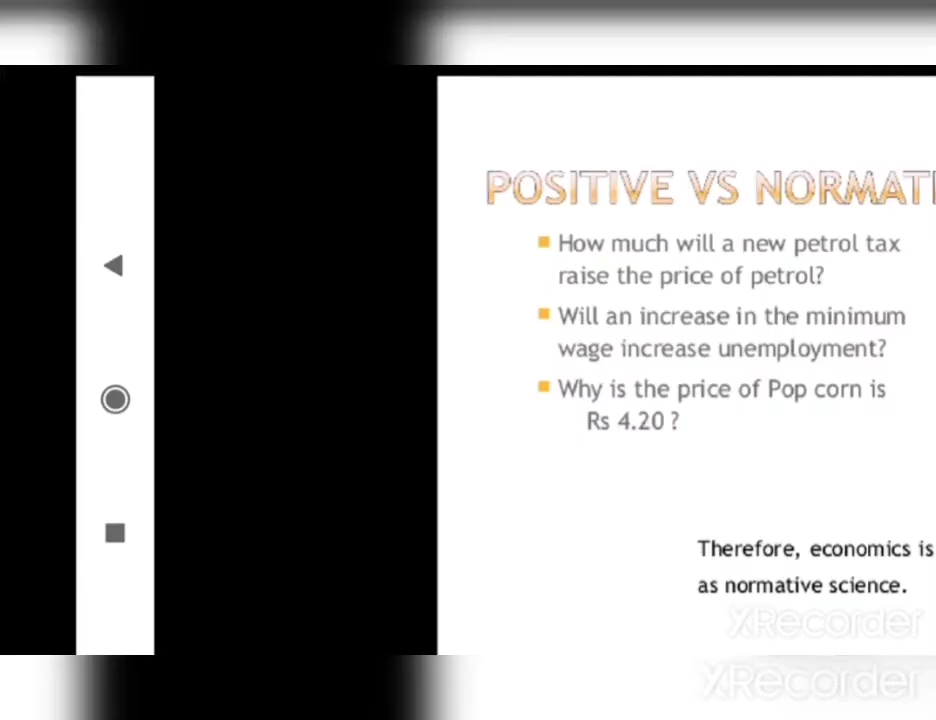 POSITIVE VS NORMATI
How much will a new petrol tax
raise the price of petrol?
Will an increase in the minimum
wage increase unemployment?
Why is the price of Pop corn is
Rs 4.20 ?
Therefore, economics is
as normative science.
XRecorder
XRecorder